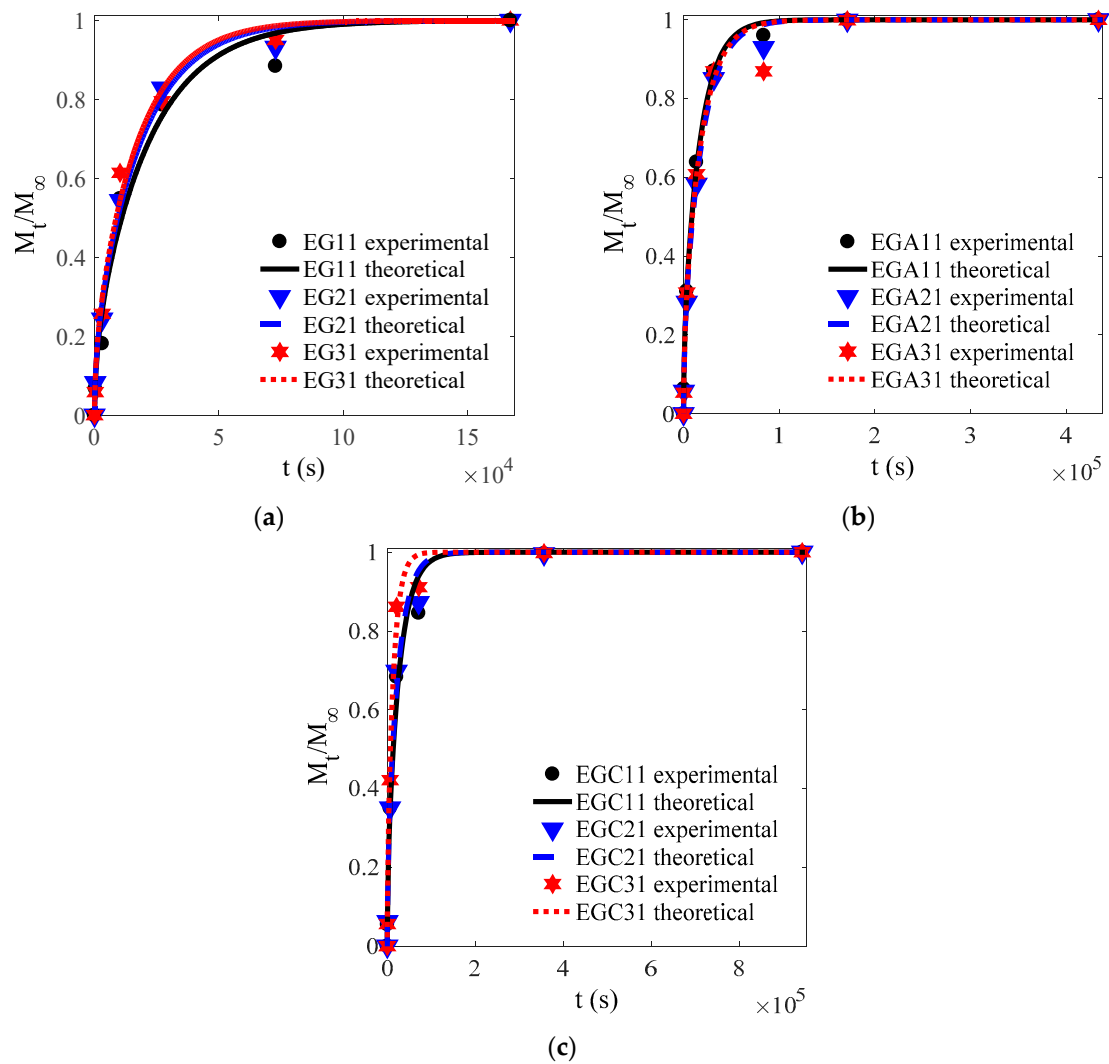 1
0.8
0.6
0.4
0.2
0
M_t/M_∞
EG11 experimental
EG11 theoretical
EG21 experimental
EG21 theoretical
EG31 experimental
EG31 theoretical
0 5 10 15
t (s)
×10^4
(a)
1
0.8
0.6
0.4
0.2
0
M_t/M_∞
EGA11 experimental
EGA11 theoretical
EGA21 experimental
EGA21 theoretical
EGA31 experimental
EGA31 theoretical
0 1 2 3 4
t (s)
×10^5
(b)
1
0.8
0.6
0.4
0.2
0
M_t/M_∞
EGC11 experimental
EGC11 theoretical
EGC21 experimental
EGC21 theoretical
EGC31 experimental
EGC31 theoretical
0 2 4 6 8
t (s)
×10^5
(c)